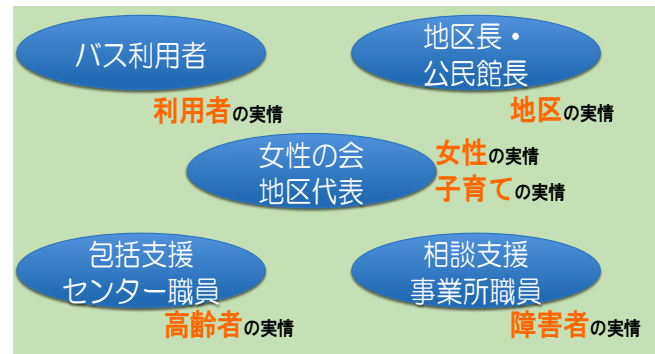 バス利用者
利用者の実情
地区長・
公民館長
地区の実情
女性の会
地区代表
女性の実情
子育ての実情
包括支援
センター職員
高齢者の実情
相談支援
事業所職員
障害者の実情